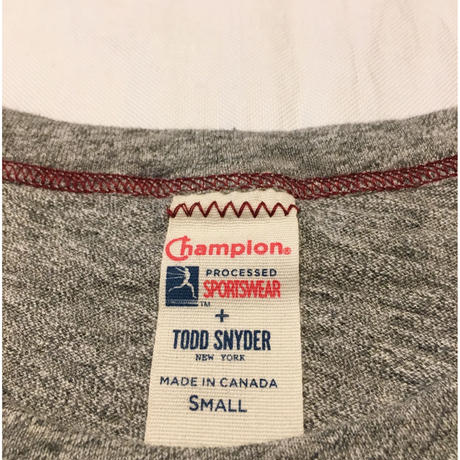 Champion®
PROCESSED
SPORTSWEAR
™
+
TODD SNYDER
NEW YORK
MADE IN CANADA
SMALL